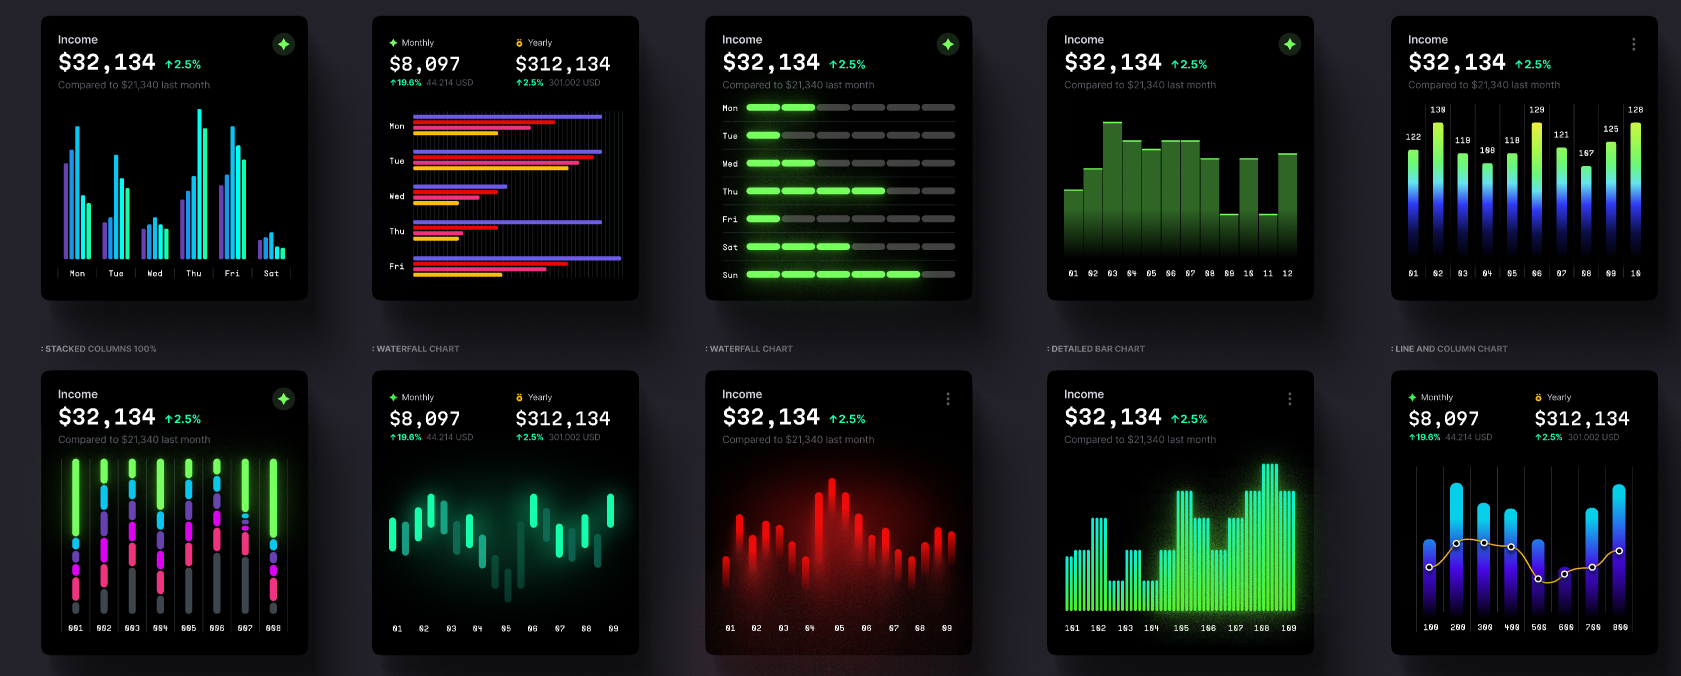 Income
$32,134 ↑2.5%
Compared to $21,340 last month
Mon Tue Wed Thu Fri Sat
Monthly Yearly
$8,097 $312,134
↑19.6% 44.214 USD ↑2.5% 301.002 USD
Mon
Tue
Wed
Thu
Fri
Income
$32,134 ↑2.5%
Compared to $21,340 last month
Mon
Tue
Wed
Thu
Fri
Sat
Sun
Income
$32,134 ↑2.5%
Compared to $21,340 last month
01 02 03 04 05 06 07 08 09 10 11 12
Income
$32,134 ↑2.5%
Compared to $21,340 last month
122 130 119 108 118 129 121 107 125 128
01 02 03 04 05 06 07 08 09 10
: STACKED COLUMNS 100%
: WATERFALL CHART
: WATERFALL CHART
: DETAILED BAR CHART
: LINE AND COLUMN CHART
Income
$32,134 ↑2.5%
Compared to $21,340 last month
001 002 003 004 005 006 007 008
Monthly Yearly
$8,097 $312,134
↑19.6% 44.214 USD ↑2.5% 301.002 USD
01 02 03 04 05 06 07 08 09
Income
$32,134 ↑2.5%
Compared to $21,340 last month
01 02 03 04 05 06 07 08 09
Income
$32,134 ↑2.5%
Compared to $21,340 last month
101 102 103 104 105 106 107 108 109
Monthly Yearly
$8,097 $312,134
↑19.6% 44.214 USD ↑2.5% 301.002 USD
100 200 300 400 500 600 700 800